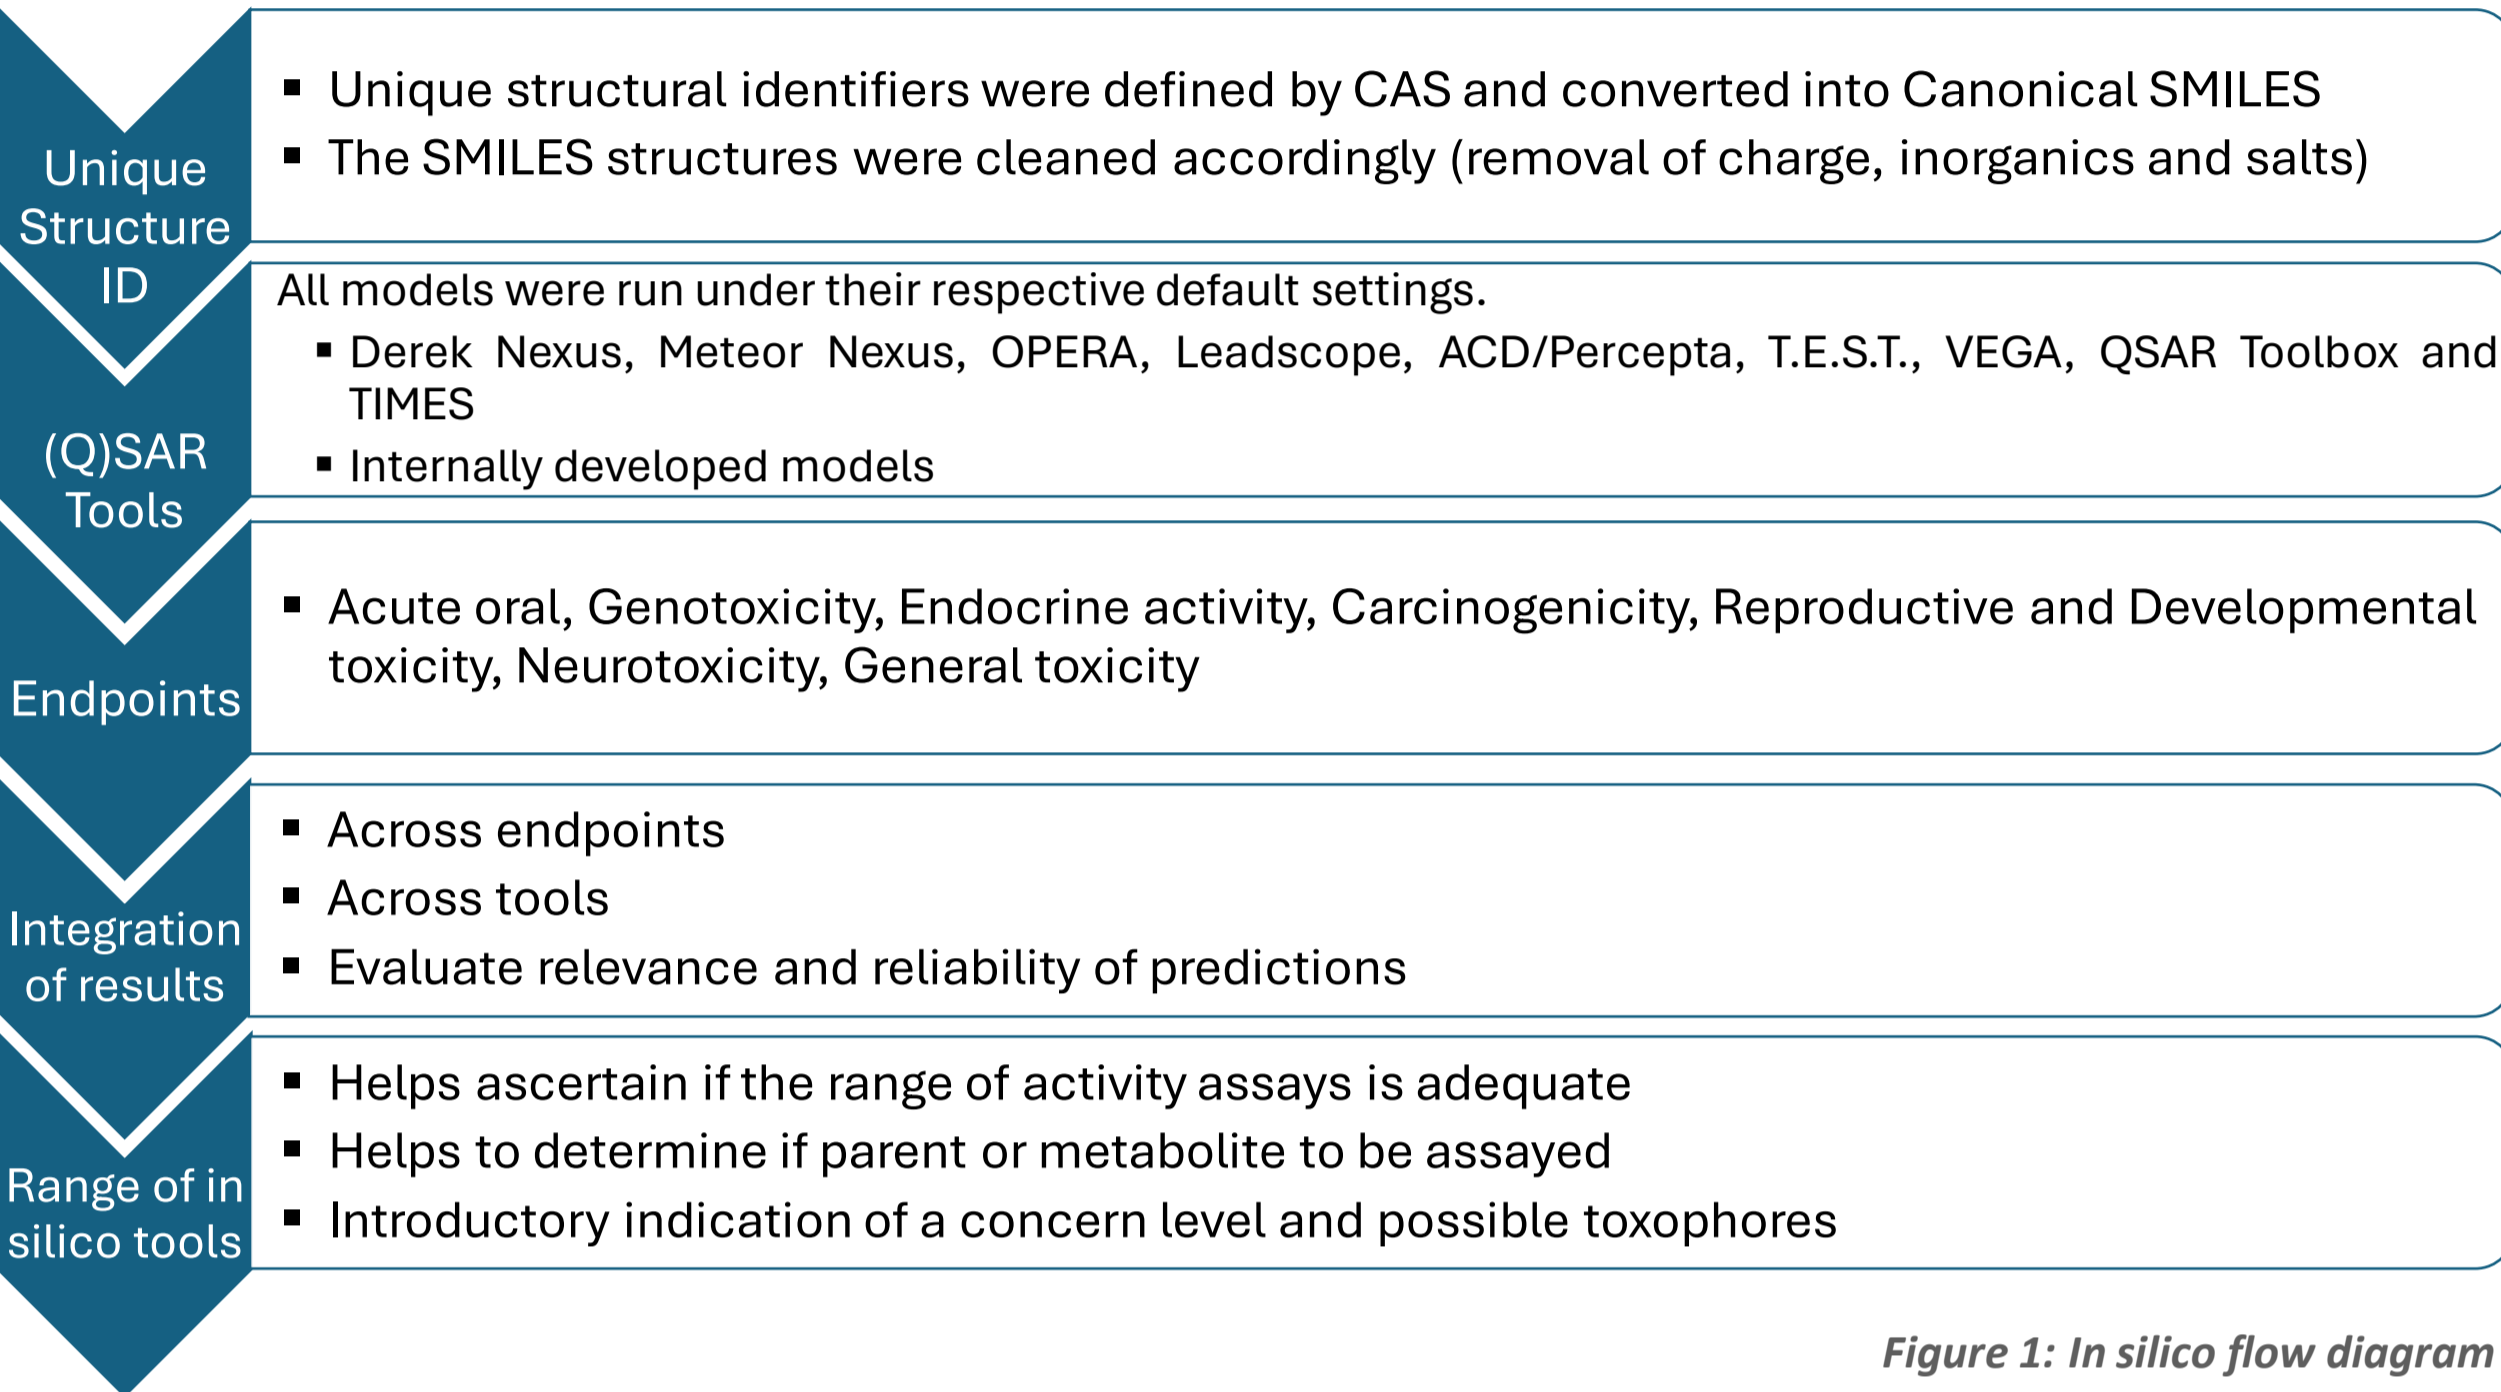 Unique
Structure
ID
▪ Unique structural identifiers were defined by CAS and converted into Canonical SMILES
▪ The SMILES structures were cleaned accordingly (removal of charge, inorganics and salts)
(Q)SAR
Tools
All models were run under their respective default settings.
▪ Derek Nexus, Meteor Nexus, OPERA, Leadscope, ACD/Percepta, T.E.S.T., VEGA, QSAR Toolbox and
TIMES
▪ Internally developed models
Endpoints
▪ Acute oral, Genotoxicity, Endocrine activity, Carcinogenicity, Reproductive and Developmental
toxicity, Neurotoxicity, General toxicity
Integration
of results
▪ Across endpoints
▪ Across tools
▪ Evaluate relevance and reliability of predictions
Range of in
silico tools
▪ Helps ascertain if the range of activity assays is adequate
▪ Helps to determine if parent or metabolite to be assayed
▪ Introductory indication of a concern level and possible toxophores
Figure 1: In silico flow diagram